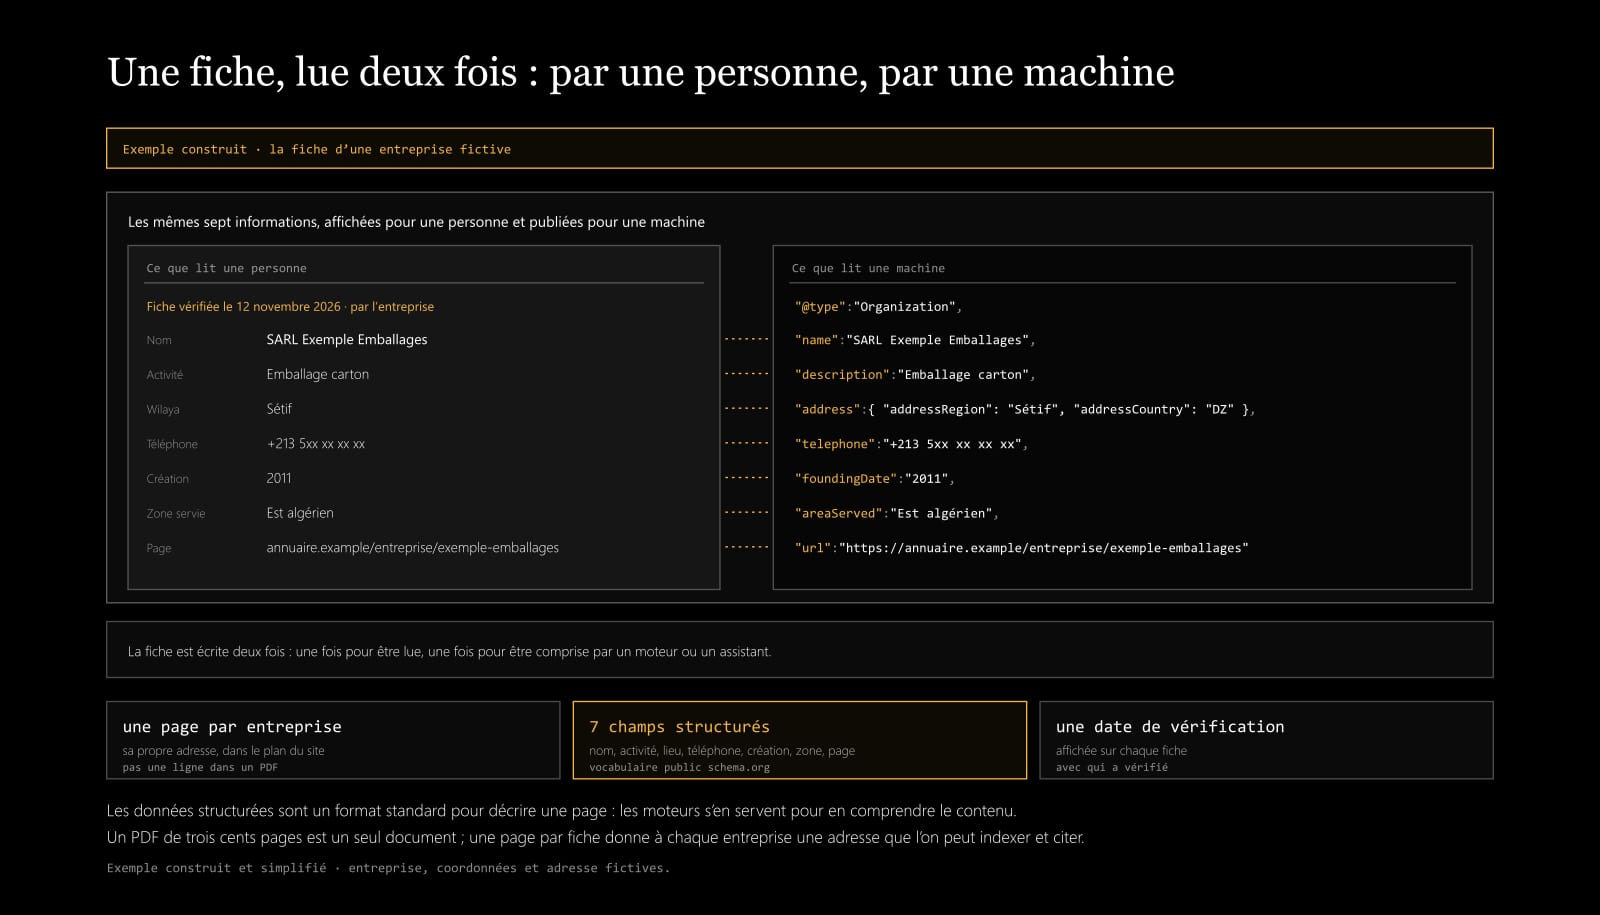 Une fiche, lue deux fois : par une personne, par une machine
Exemple construit · la fiche d’une entreprise fictive
Les mêmes sept informations, affichées pour une personne et publiées pour une machine
Ce que lit une personne
Fiche vérifiée le 12 novembre 2026 · par l'entreprise
Nom SARL Exemple Emballages
Activité Emballage carton
Wilaya Sétif
Téléphone +213 5xx xx xx xx
Création 2011
Zone servie Est algérien
Page annuaire.example/entreprise/exemple-emballages
Ce que lit une machine
"@type":"Organization",
"name":"SARL Exemple Emballages",
"description":"Emballage carton",
"address":{ "addressRegion": "Sétif", "addressCountry": "DZ" },
"telephone":"+213 5xx xx xx xx",
"foundingDate":"2011",
"areaServed":"Est algérien",
"url":"https://annuaire.example/entreprise/exemple-emballages"
La fiche est écrite deux fois : une fois pour être lue, une fois pour être comprise par un moteur ou un assistant.
une page par entreprise
sa propre adresse, dans le plan du site
pas une ligne dans un PDF
7 champs structurés
nom, activité, lieu, téléphone, création, zone, page
vocabulaire public schema.org
une date de vérification
affichée sur chaque fiche
avec qui a vérifié
Les données structurées sont un format standard pour décrire une page : les moteurs s’en servent pour en comprendre le contenu.
Un PDF de trois cents pages est un seul document ; une page par fiche donne à chaque entreprise une adresse que l’on peut indexer et citer.
Exemple construit et simplifié · entreprise, coordonnées et adresse fictives.